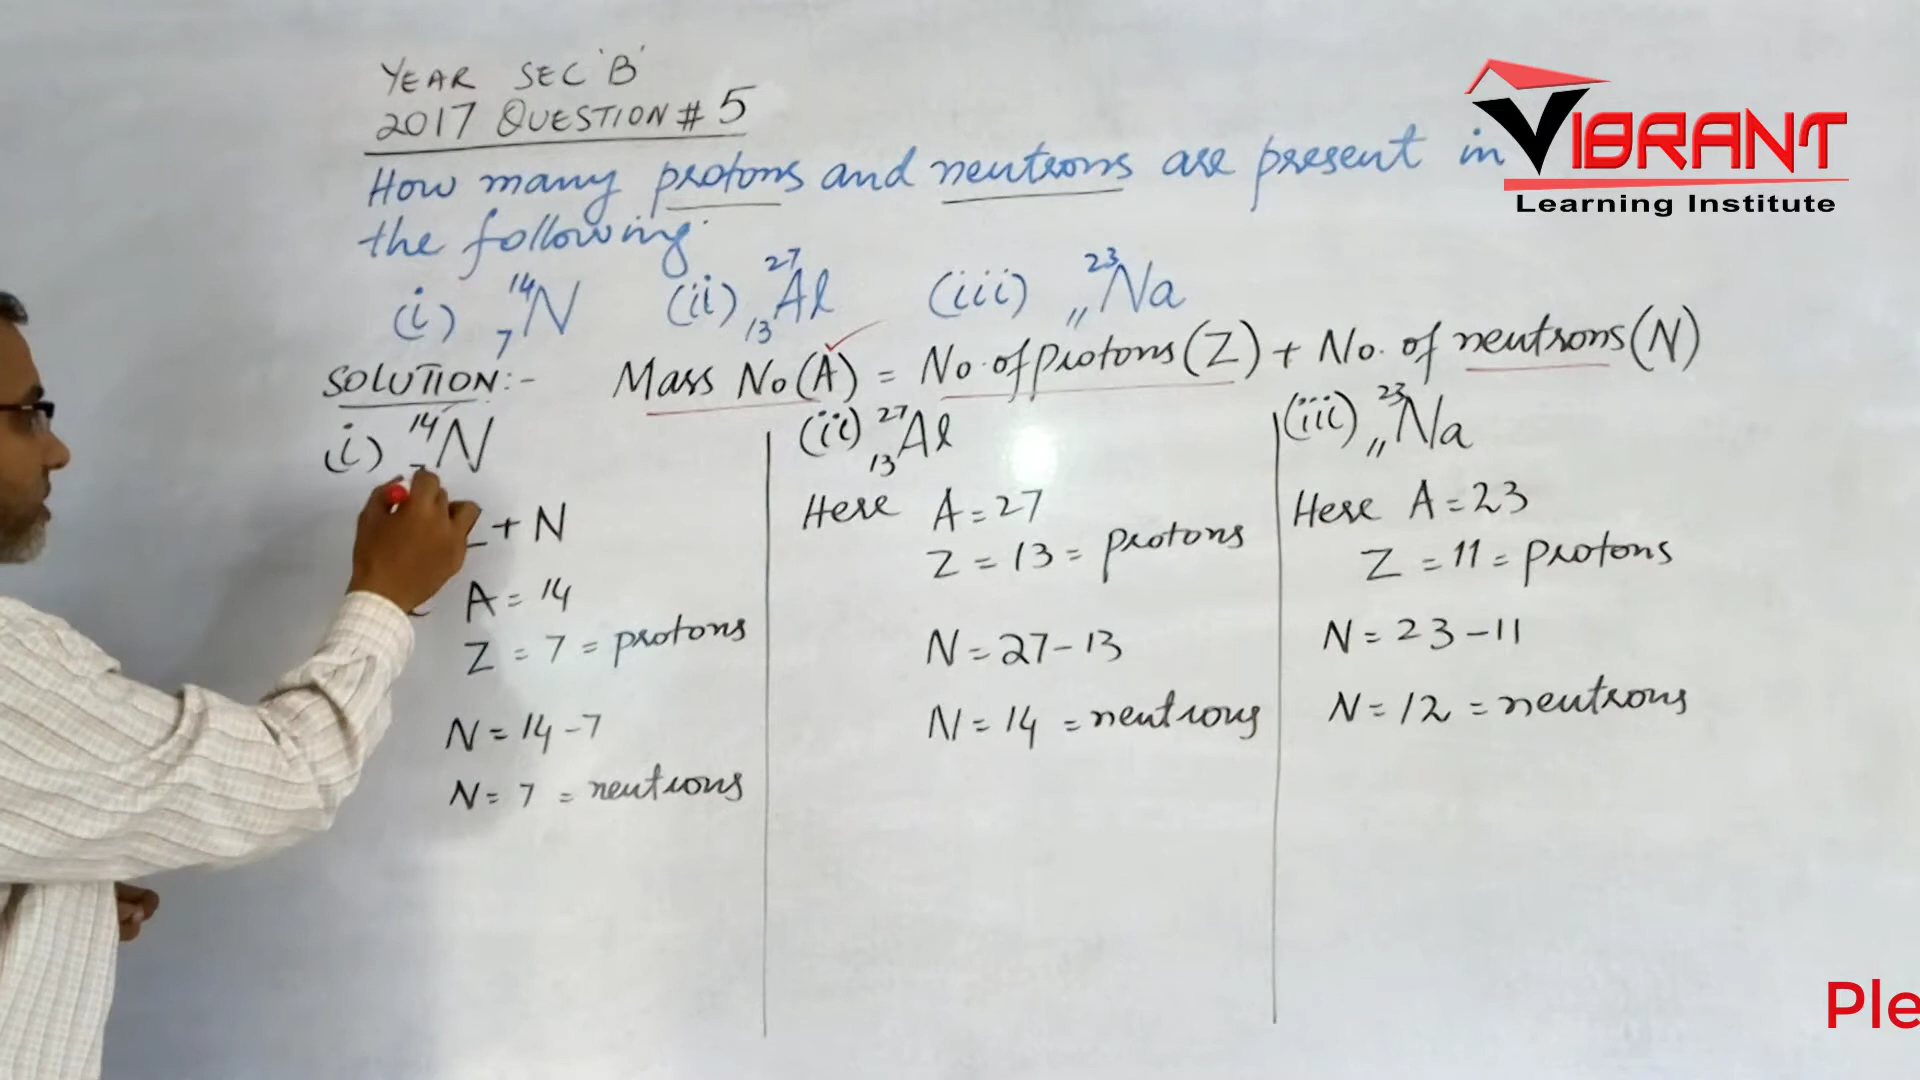 YEAR SEC 'B'
2017 QUESTION # 5
How many protons and neutrons are present in
the following.
(i) ¹⁴₇N (ii) ²⁷₁₃Al (iii) ²³₁₁Na
SOLUTION:- Mass No(A) = No. of protons(Z) + No. of neutrons(N)
(i) ¹⁴₇N
Z + N
A = 14
Z = 7 = protons
N = 14 - 7
N = 7 = neutrons
(ii) ²⁷₁₃Al
Here A = 27
Z = 13 = protons
N = 27 - 13
N = 14 = neutrons
(iii) ²³₁₁Na
Here A = 23
Z = 11 = protons
N = 23 - 11
N = 12 = neutrons
VIBRANT
Learning Institute
Ple